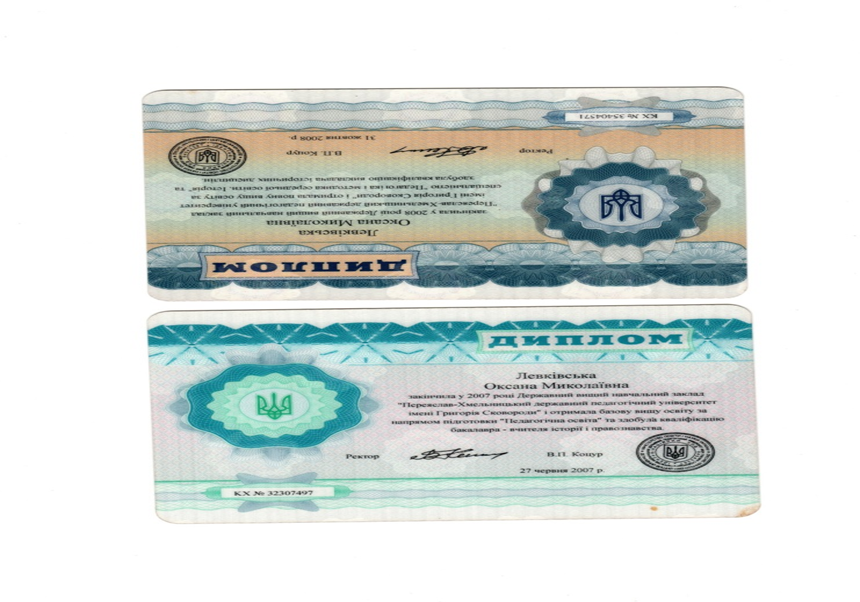 КХ № 35404571
31 жовтня 2008 р.
Ректор
В.П. Коцур
здобула кваліфікацію викладача історичних дисциплін.
спеціальністю "Педагогіка і методика середньої освіти. Історія" та
імені Григорія Сковороди" і отримала повну вищу освіту за
"Переяслав-Хмельницький державний педагогічний університет
закінчила у 2008 році Державний вищий навчальний заклад
Оксана Миколаївна
Левківська
ДИПЛОМ
ДИПЛОМ
Левківська
Оксана Миколаївна
закінчила у 2007 році Державний вищий навчальний заклад
"Переяслав-Хмельницький державний педагогічний університет
імені Григорія Сковороди" і отримала базову вищу освіту за
напрямом підготовки "Педагогічна освіта" та здобула кваліфікацію
бакалавра - вчителя історії і правознавства.
Ректор
В.П. Коцур
27 червня 2007 р.
КХ № 32307497